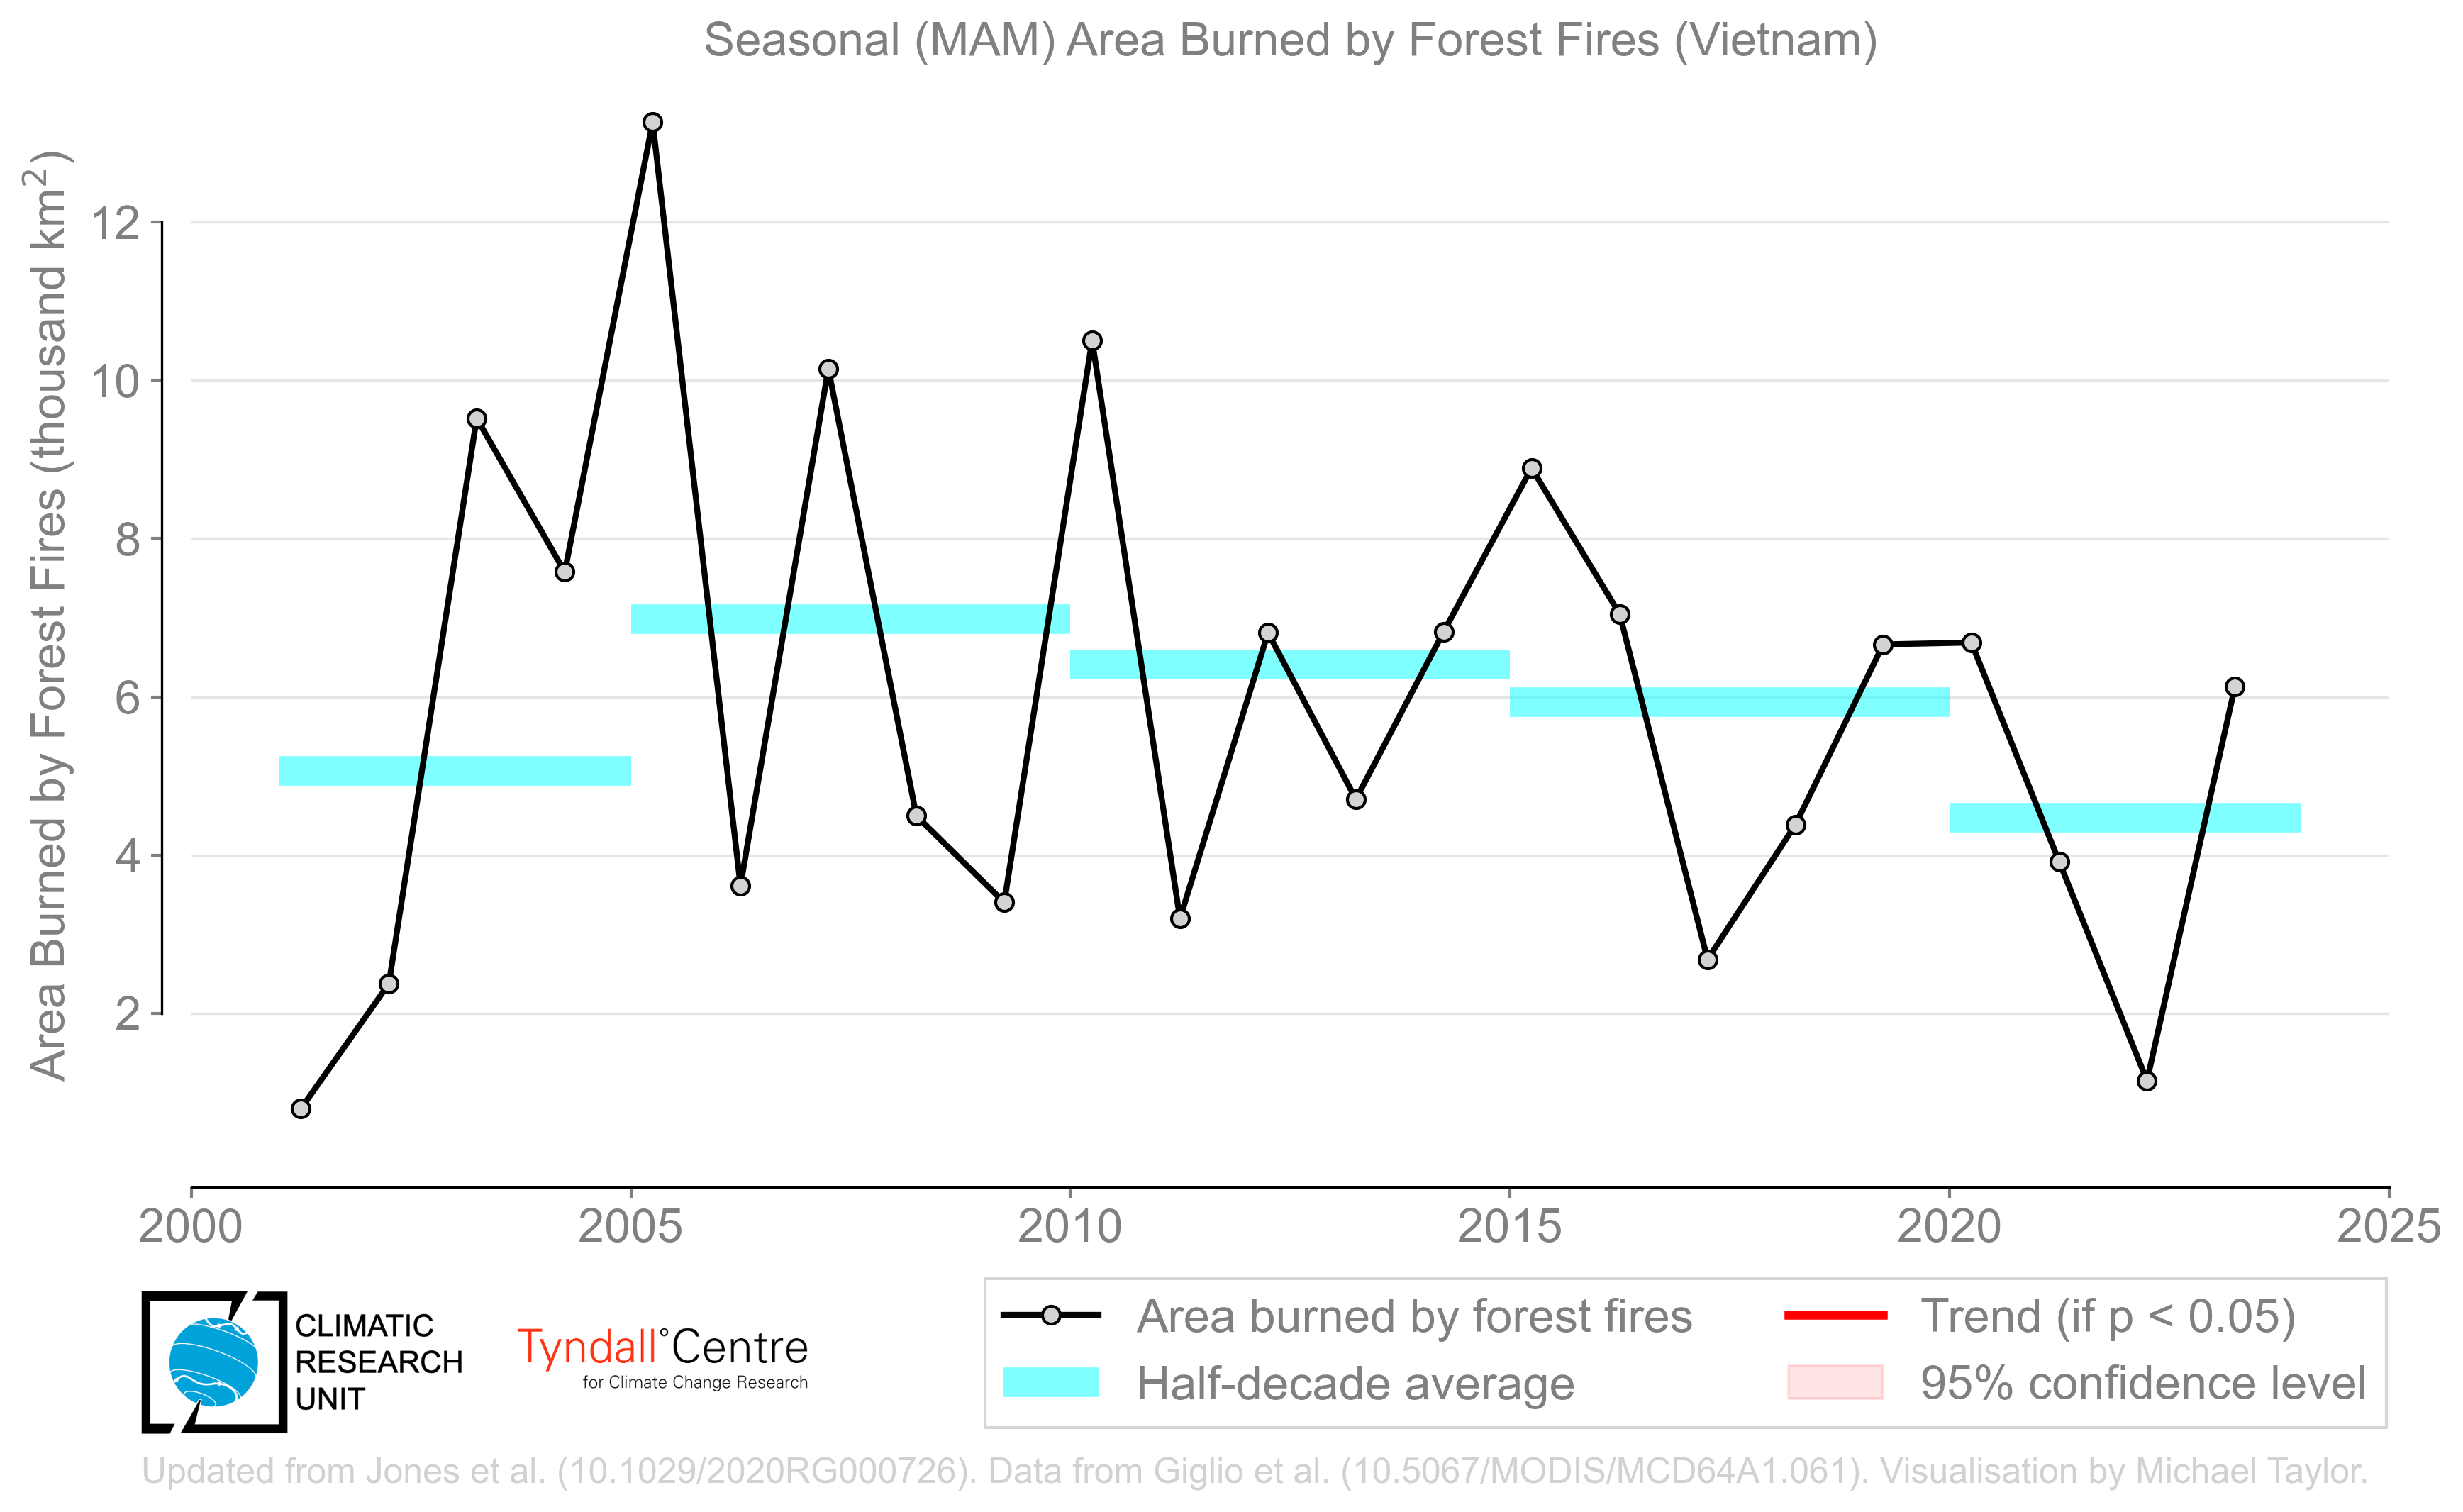 Seasonal (MAM) Area Burned by Forest Fires (Vietnam)
Area Burned by Forest Fires (thousand km²)
12
10
8
6
4
2
2000 2005 2010 2015 2020 2025
CLIMATIC
RESEARCH
UNIT
Tyndall°Centre
for Climate Change Research
Area burned by forest fires
Half-decade average
Trend (if p < 0.05)
95% confidence level
Updated from Jones et al. (10.1029/2020RG000726). Data from Giglio et al. (10.5067/MODIS/MCD64A1.061). Visualisation by Michael Taylor.